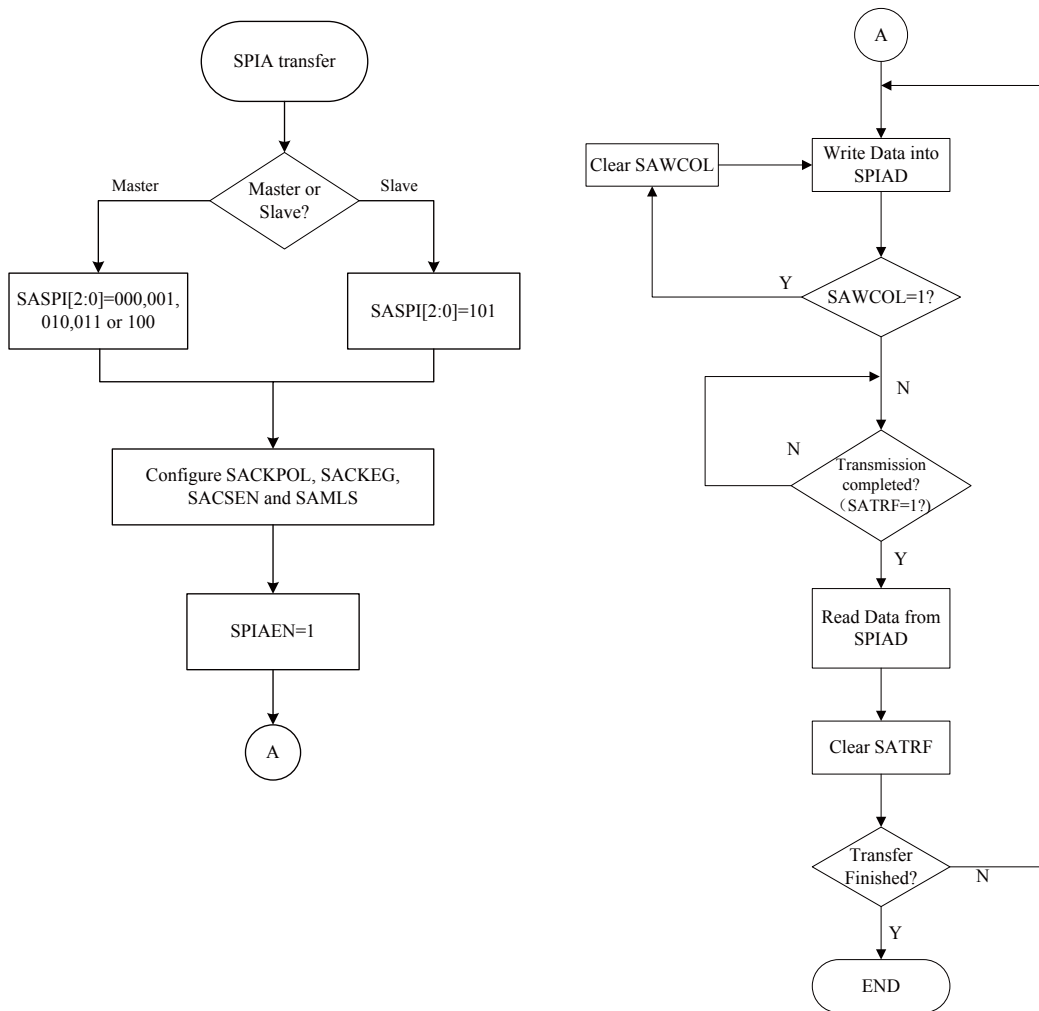 SPIA transfer
Master or
Slave?
Master
Slave
SASPI[2:0]=000,001,
010,011 or 100
SASPI[2:0]=101
Configure SACKPOL, SACKEG,
SACSEN and SAMLS
SPIAEN=1
A
A
Write Data into
SPIAD
Clear SAWCOL
SAWCOL=1?
Y
N
Transmission
completed?
（SATRF=1?)
N
Y
Read Data from
SPIAD
Clear SATRF
Transfer
Finished?
N
Y
END